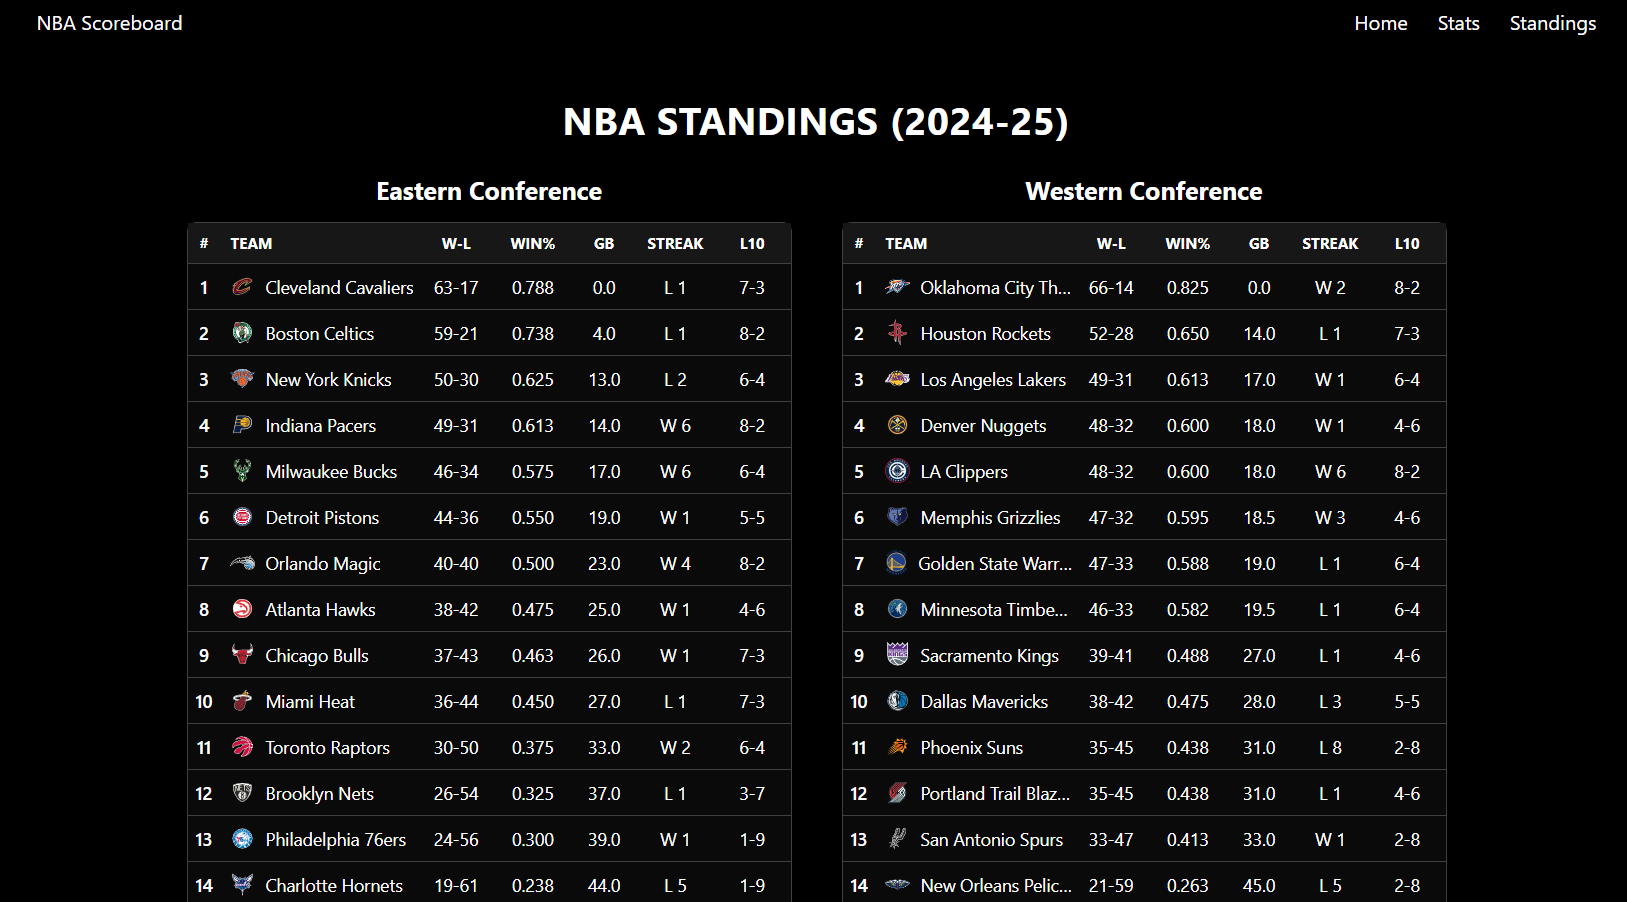 NBA Scoreboard Home Stats Standings
NBA STANDINGS (2024-25)
Eastern Conference
# TEAM W-L WIN% GB STREAK L10
1 Cleveland Cavaliers 63-17 0.788 0.0 L 1 7-3
2 Boston Celtics 59-21 0.738 4.0 L 1 8-2
3 New York Knicks 50-30 0.625 13.0 L 2 6-4
4 Indiana Pacers 49-31 0.613 14.0 W 6 8-2
5 Milwaukee Bucks 46-34 0.575 17.0 W 6 6-4
6 Detroit Pistons 44-36 0.550 19.0 W 1 5-5
7 Orlando Magic 40-40 0.500 23.0 W 4 8-2
8 Atlanta Hawks 38-42 0.475 25.0 W 1 4-6
9 Chicago Bulls 37-43 0.463 26.0 W 1 7-3
10 Miami Heat 36-44 0.450 27.0 L 1 7-3
11 Toronto Raptors 30-50 0.375 33.0 W 2 6-4
12 Brooklyn Nets 26-54 0.325 37.0 L 1 3-7
13 Philadelphia 76ers 24-56 0.300 39.0 W 1 1-9
14 Charlotte Hornets 19-61 0.238 44.0 L 5 1-9
Western Conference
# TEAM W-L WIN% GB STREAK L10
1 Oklahoma City Th... 66-14 0.825 0.0 W 2 8-2
2 Houston Rockets 52-28 0.650 14.0 L 1 7-3
3 Los Angeles Lakers 49-31 0.613 17.0 W 1 6-4
4 Denver Nuggets 48-32 0.600 18.0 W 1 4-6
5 LA Clippers 48-32 0.600 18.0 W 6 8-2
6 Memphis Grizzlies 47-32 0.595 18.5 W 3 4-6
7 Golden State Warr... 47-33 0.588 19.0 L 1 6-4
8 Minnesota Timbe... 46-33 0.582 19.5 L 1 6-4
9 Sacramento Kings 39-41 0.488 27.0 L 1 4-6
10 Dallas Mavericks 38-42 0.475 28.0 L 3 5-5
11 Phoenix Suns 35-45 0.438 31.0 L 8 2-8
12 Portland Trail Blaz... 35-45 0.438 31.0 L 1 4-6
13 San Antonio Spurs 33-47 0.413 33.0 W 1 2-8
14 New Orleans Pelic... 21-59 0.263 45.0 L 5 2-8